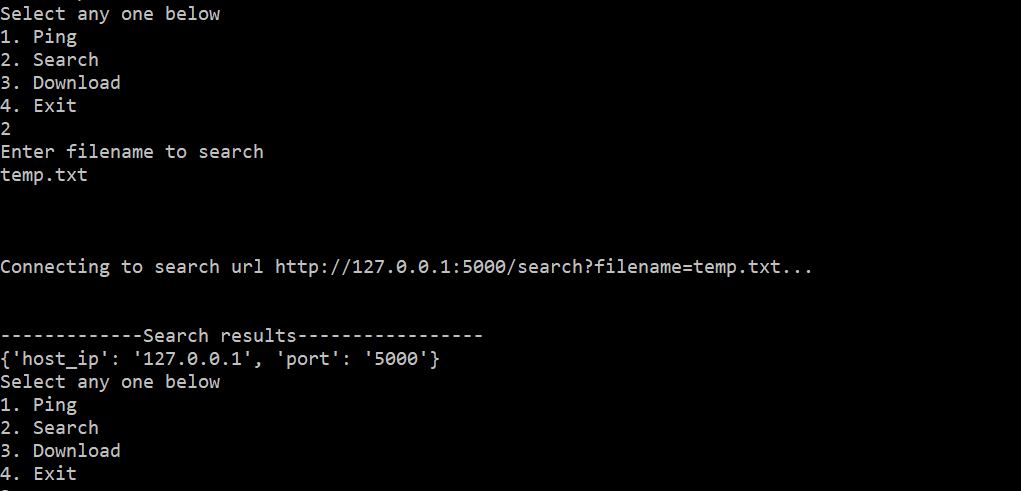 Select any one below
1. Ping
2. Search
3. Download
4. Exit
2
Enter filename to search
temp.txt
Connecting to search url http://127.0.0.1:5000/search?filename=temp.txt...
-------------Search results-----------------
{'host_ip': '127.0.0.1', 'port': '5000'}
Select any one below
1. Ping
2. Search
3. Download
4. Exit